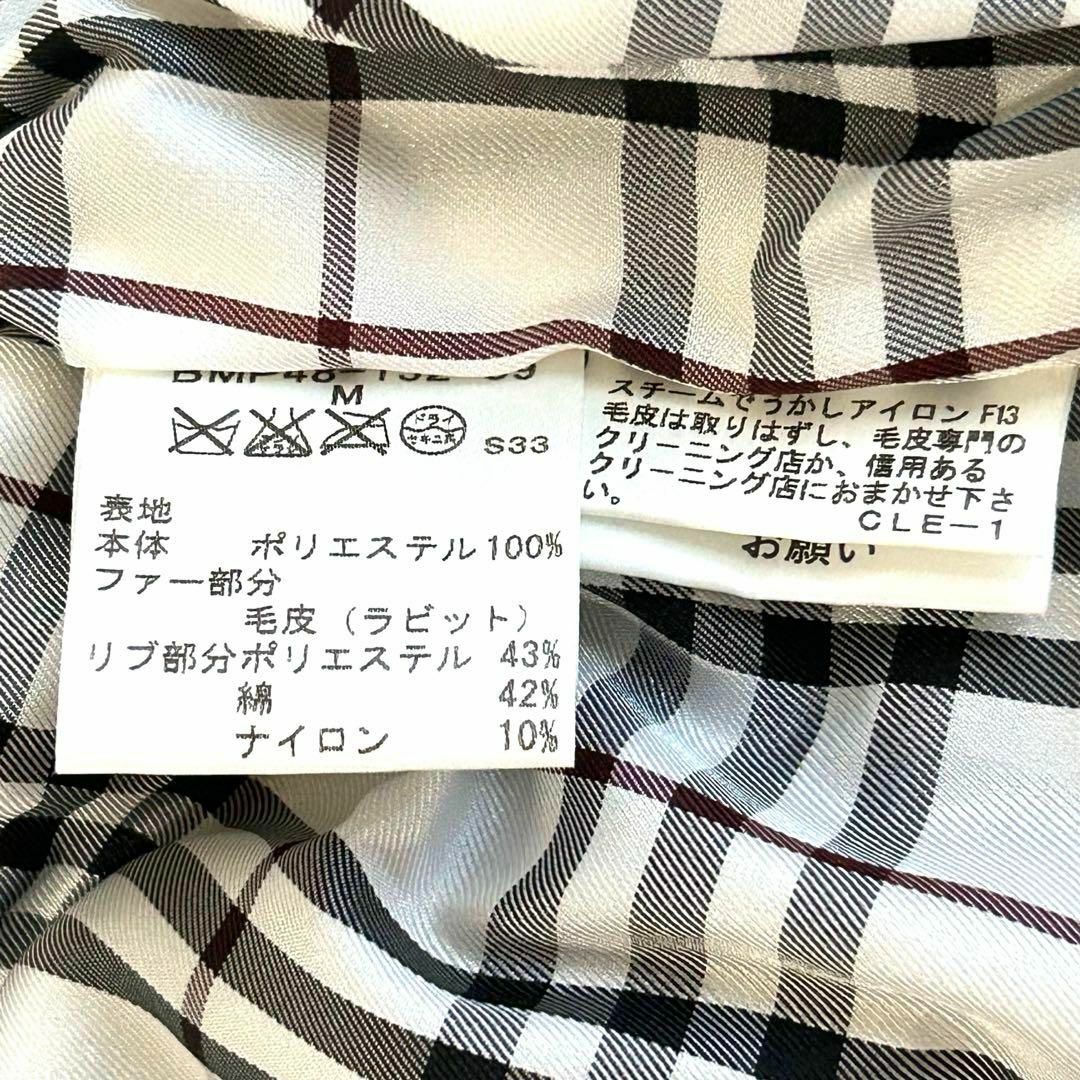 M
エンソ
ドライ
セキユ系
S33
表地
本体 ポリエステル 100%
ファー部分
毛皮（ラビット）
リブ部分ポリエステル 43%
綿 42%
ナイロン 10%
スチームでうかしアイロン F13
毛皮は取りはずし、毛皮専門の
クリーニング店か、信用ある
クリーニング店におまかせ下さ
い。
CLE-1
お願い